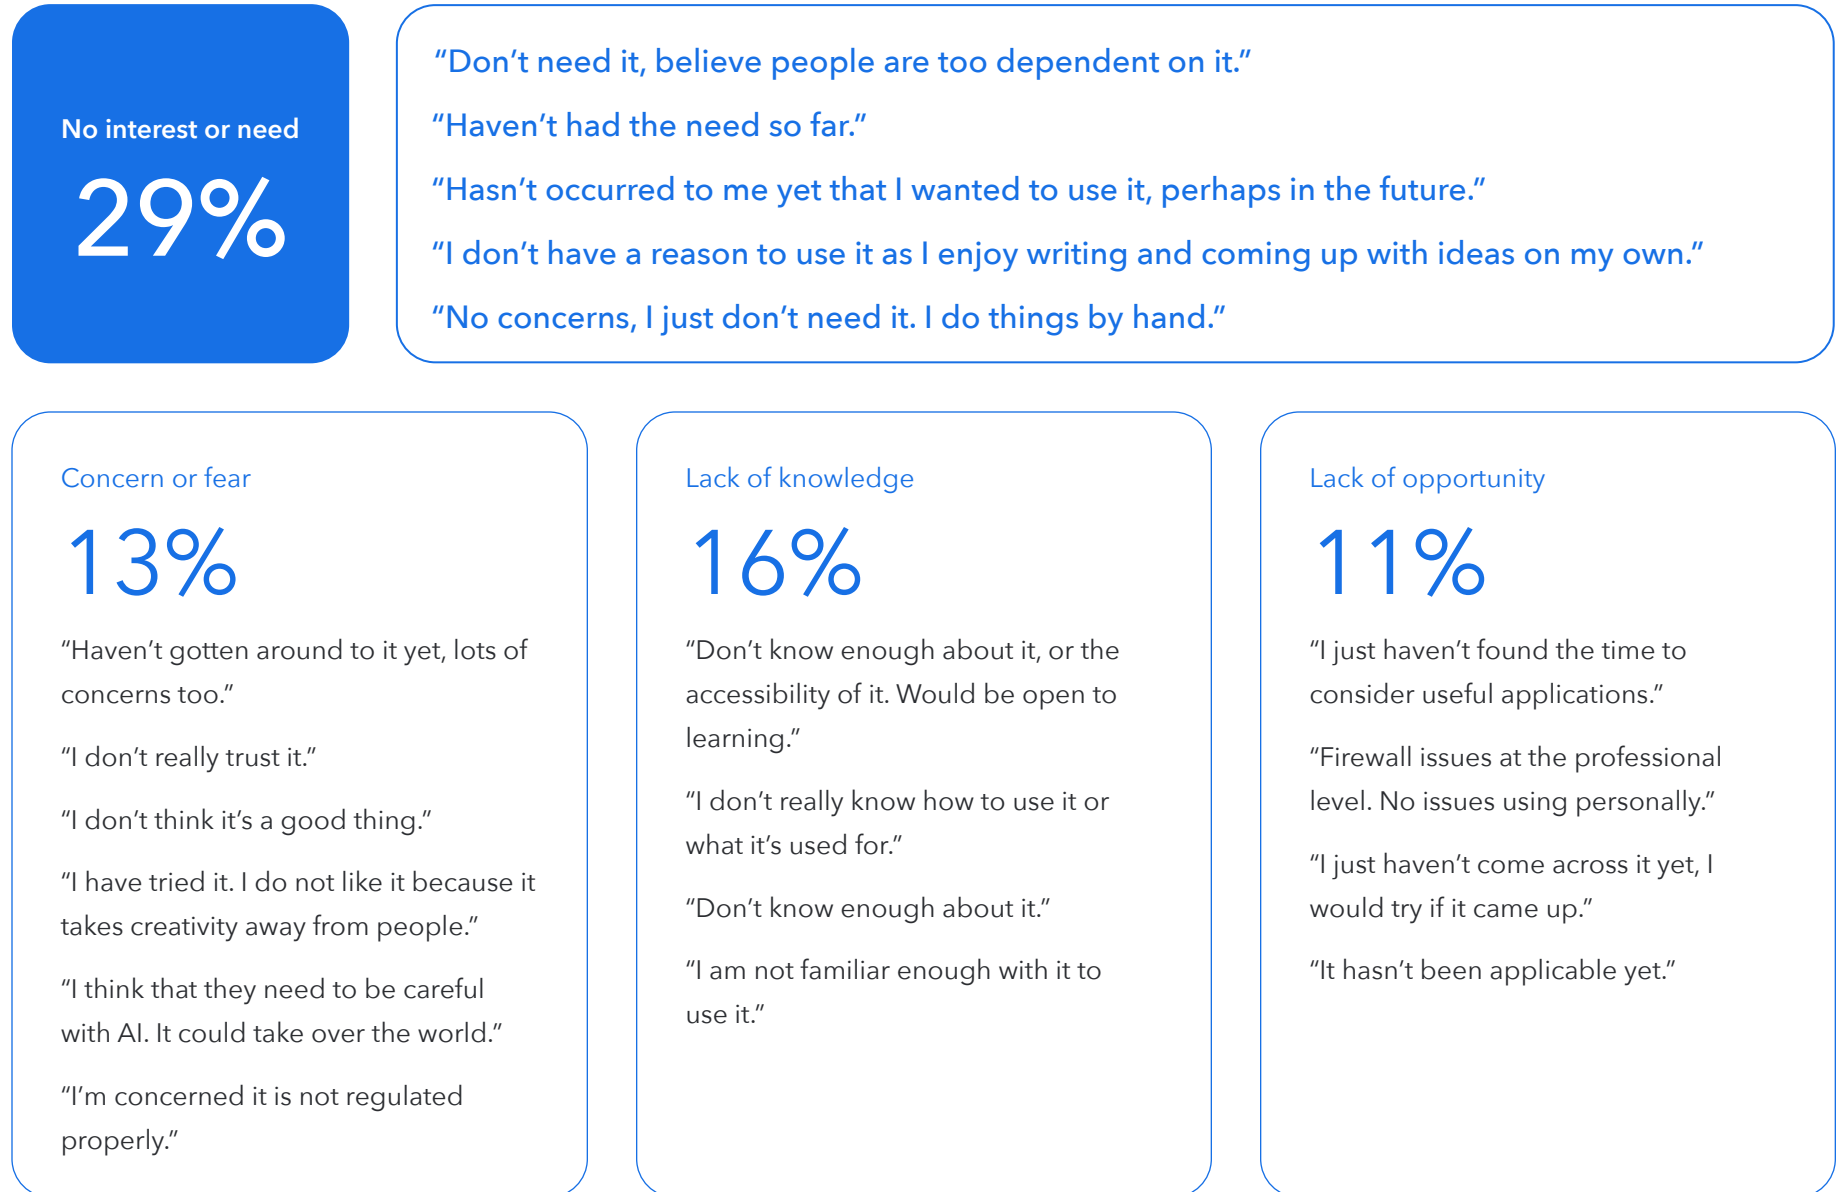 No interest or need
29%
“Don’t need it, believe people are too dependent on it.”
“Haven’t had the need so far.”
“Hasn’t occurred to me yet that I wanted to use it, perhaps in the future.”
“I don’t have a reason to use it as I enjoy writing and coming up with ideas on my own.”
“No concerns, I just don’t need it. I do things by hand.”
Concern or fear
13%
“Haven’t gotten around to it yet, lots of
concerns too.”
“I don’t really trust it.”
“I don’t think it’s a good thing.”
“I have tried it. I do not like it because it
takes creativity away from people.”
“I think that they need to be careful
with AI. It could take over the world.”
“I’m concerned it is not regulated
properly.”
Lack of knowledge
16%
“Don’t know enough about it, or the
accessibility of it. Would be open to
learning.”
“I don’t really know how to use it or
what it’s used for.”
“Don’t know enough about it.”
“I am not familiar enough with it to
use it.”
Lack of opportunity
11%
“I just haven’t found the time to
consider useful applications.”
“Firewall issues at the professional
level. No issues using personally.”
“I just haven’t come across it yet, I
would try if it came up.”
“It hasn’t been applicable yet.”